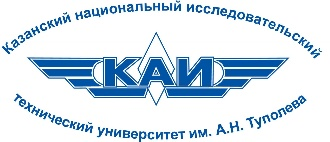 Казанский национальный исследовательский
КАИ
технический университет им. А.Н. Туполева